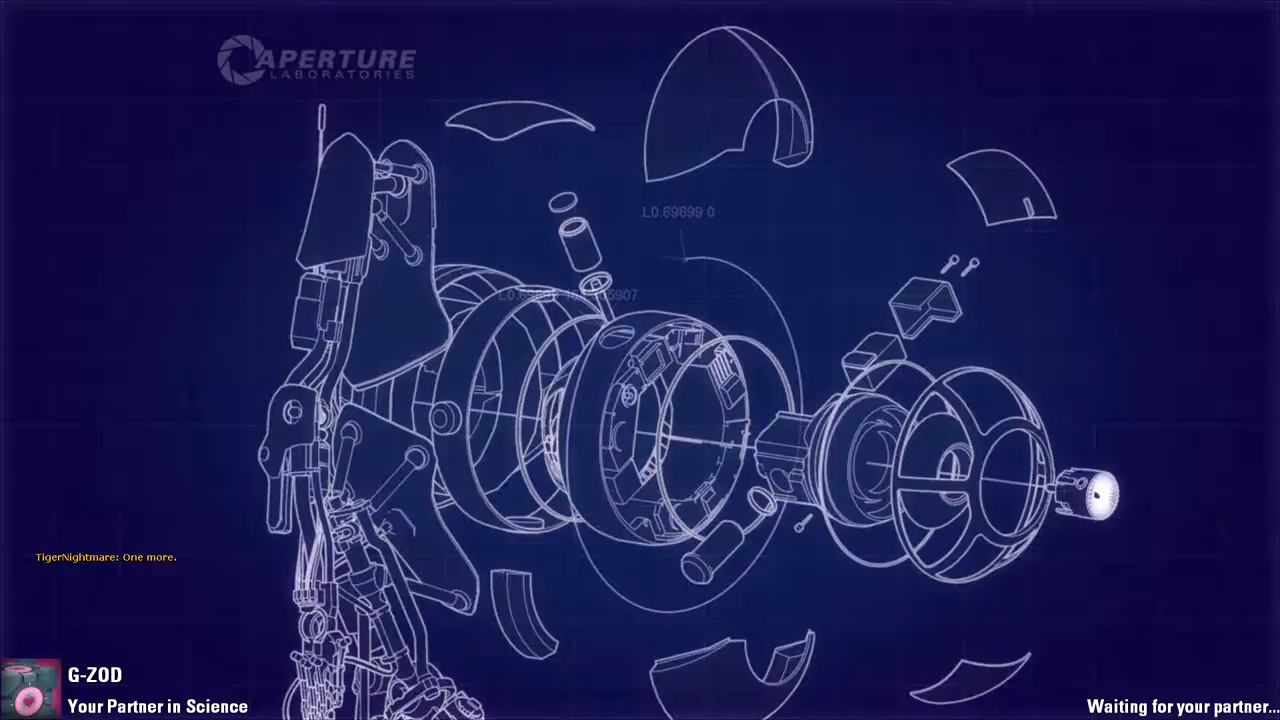 APERTURE
LABORATORIES
L0.69699 0
TigerNightmare: One more.
G-ZOD
Your Partner in Science
Waiting for your partner...